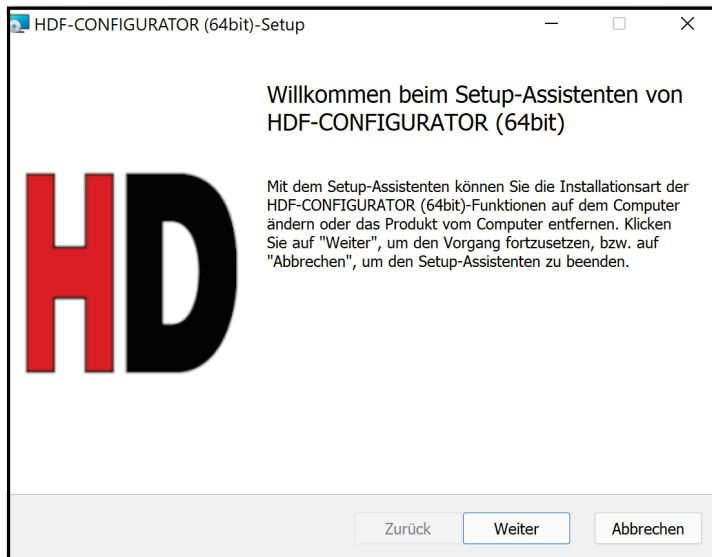 HDF-CONFIGURATOR (64bit)-Setup
Willkommen beim Setup-Assistenten von
HDF-CONFIGURATOR (64bit)
HD
Mit dem Setup-Assistenten können Sie die Installationsart der
HDF-CONFIGURATOR (64bit)-Funktionen auf dem Computer
ändern oder das Produkt vom Computer entfernen. Klicken
Sie auf "Weiter", um den Vorgang fortzusetzen, bzw. auf
"Abbrechen", um den Setup-Assistenten zu beenden.
Zurück Weiter Abbrechen